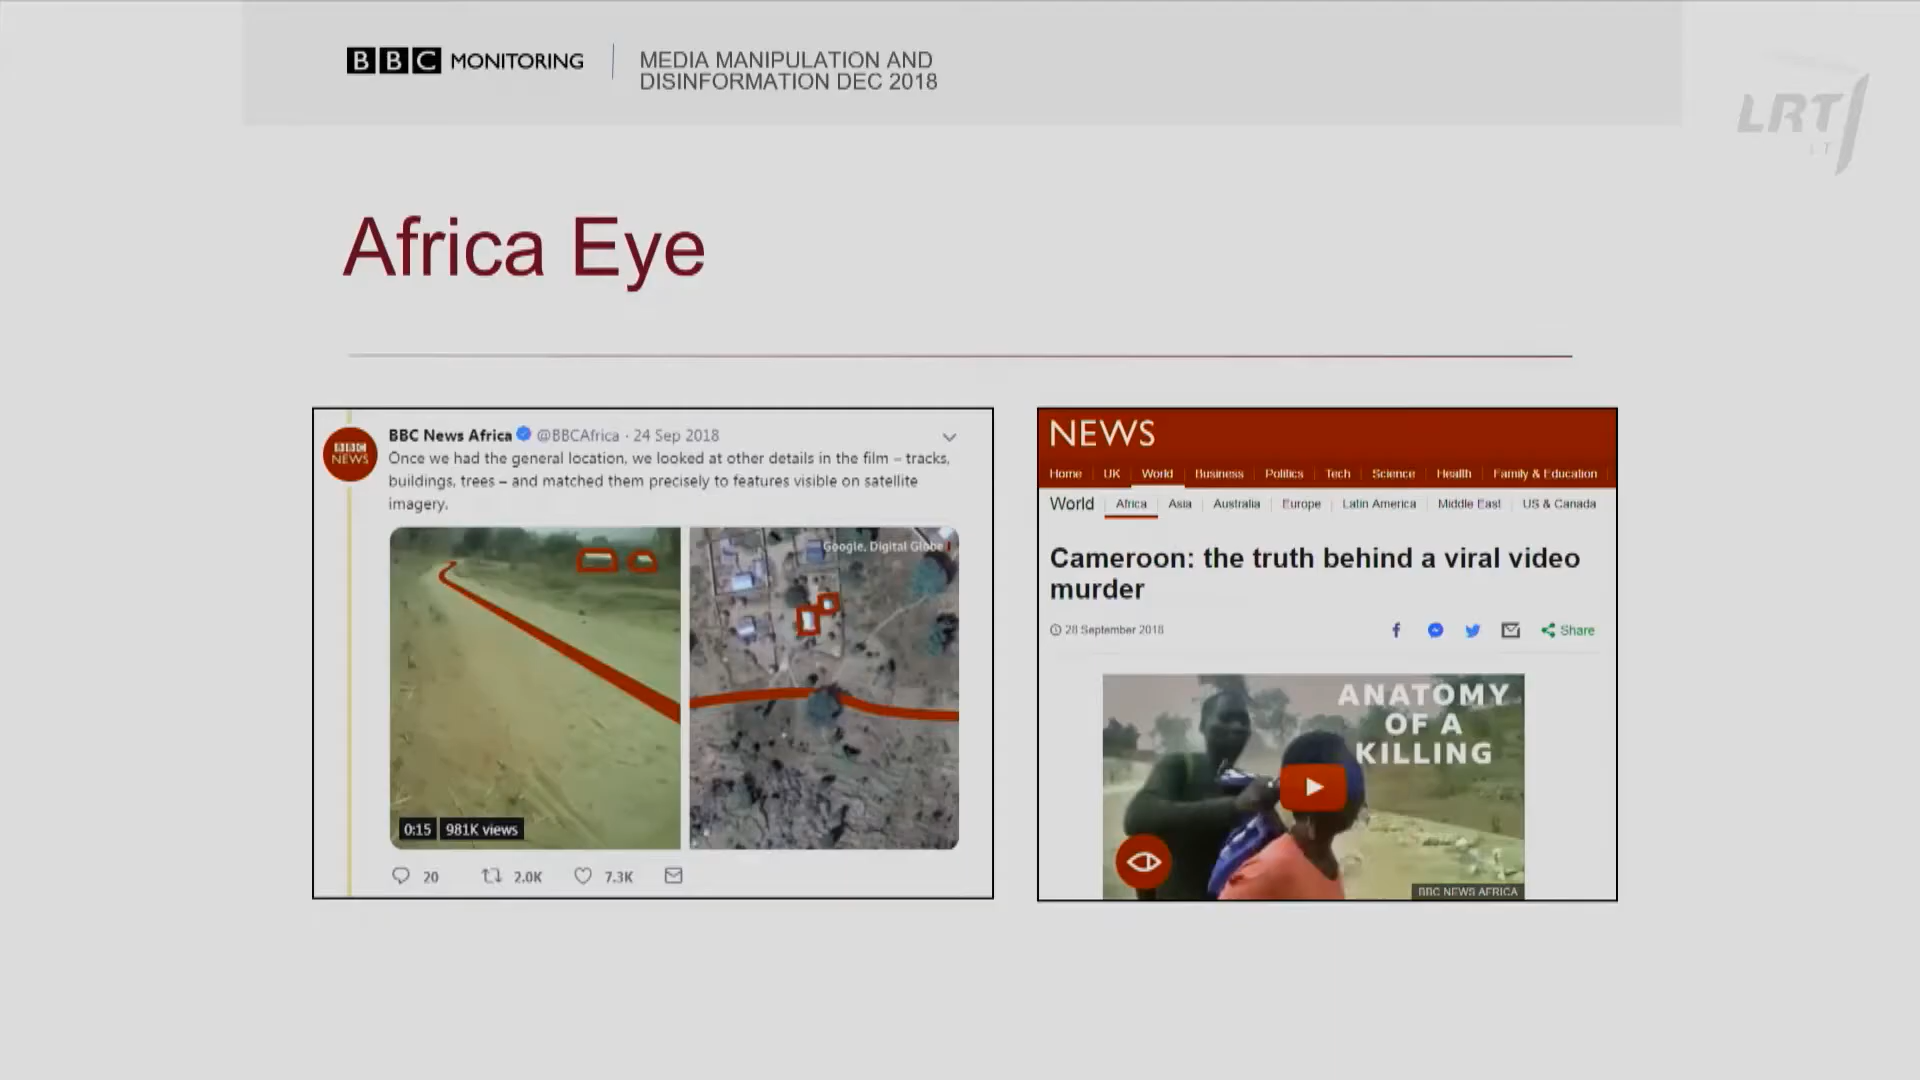 BBC MONITORING
MEDIA MANIPULATION AND
DISINFORMATION DEC 2018
LRT
LT
Africa Eye
BBC
NEWS
BBC News Africa @BBCAfrica · 24 Sep 2018
Once we had the general location, we looked at other details in the film – tracks,
buildings, trees – and matched them precisely to features visible on satellite
imagery.
Google, Digital Globe
0:15 981K views
20 2.0K 7.3K
NEWS
Home UK World Business Politics Tech Science Health Family & Education
World Africa Asia Australia Europe Latin America Middle East US & Canada
Cameroon: the truth behind a viral video
murder
28 September 2018 Share
ANATOMY
OF A
KILLING
BBC NEWS AFRICA